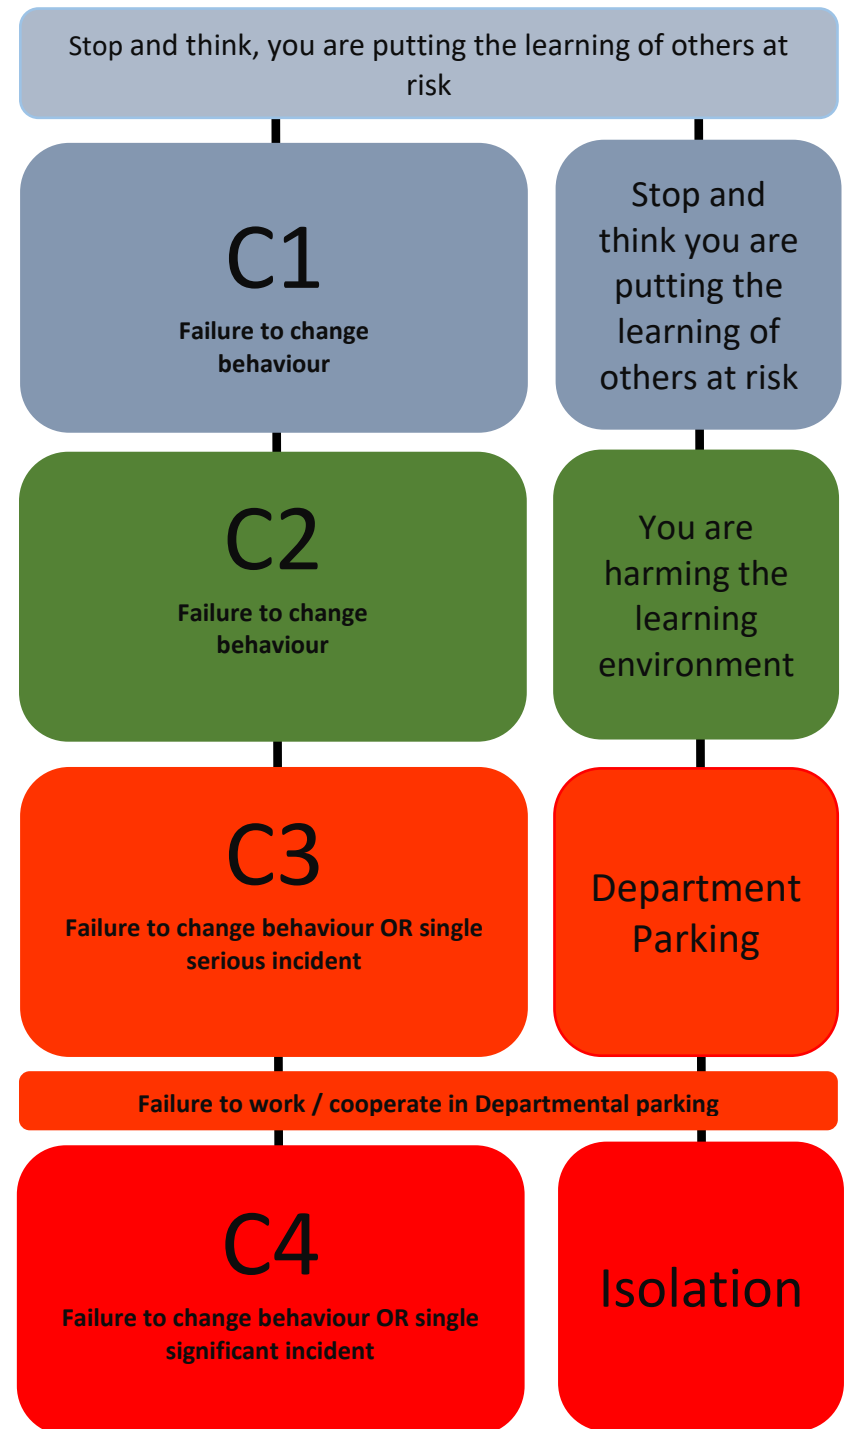 Stop and think, you are putting the learning of others at
risk
C1
Failure to change
behaviour
Stop and
think you are
putting the
learning of
others at risk
C2
Failure to change
behaviour
You are
harming the
learning
environment
C3
Failure to change behaviour OR single
serious incident
Department
Parking
Failure to work / cooperate in Departmental parking
C4
Failure to change behaviour OR single
significant incident
Isolation